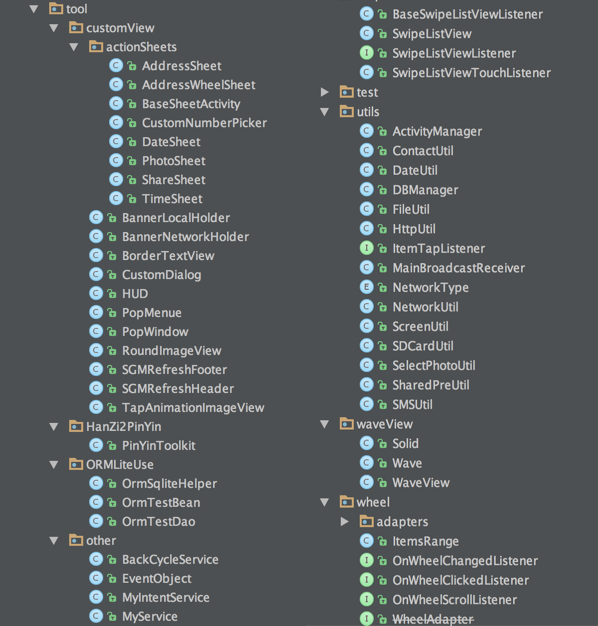 tool
customView
actionSheets
AddressSheet
AddressWheelSheet
BaseSheetActivity
CustomNumberPicker
DateSheet
PhotoSheet
ShareSheet
TimeSheet
BannerLocalHolder
BannerNetworkHolder
BorderTextView
CustomDialog
HUD
PopMenue
PopWindow
RoundImageView
SGMRefreshFooter
SGMRefreshHeader
TapAnimationImageView
HanZi2PinYin
PinYinToolkit
ORMLiteUse
OrmSqliteHelper
OrmTestBean
OrmTestDao
other
BackCycleService
EventObject
MyIntentService
MyService
BaseSwipeListViewListener
SwipeListView
SwipeListViewListener
SwipeListViewTouchListener
test
utils
ActivityManager
ContactUtil
DateUtil
DBManager
FileUtil
HttpUtil
ItemTapListener
MainBroadcastReceiver
NetworkType
NetworkUtil
ScreenUtil
SDCardUtil
SelectPhotoUtil
SharedPreUtil
SMSUtil
waveView
Solid
Wave
WaveView
wheel
adapters
ItemsRange
OnWheelChangedListener
OnWheelClickedListener
OnWheelScrollListener
WheelAdapter